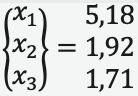 x₁ 5,18
x₂ = 1,92
x₃ 1,71